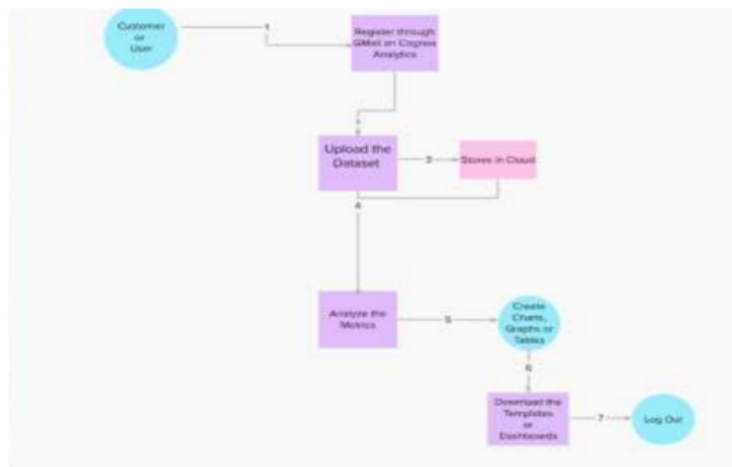 Customer
or
User
1
Register through
GMail on Cognos
Analytics
Upload the
Dataset
3
Stores in Cloud
4
Analyze the
Metrics
5
Create
Charts,
Graphs or
Tables
6
Download the
Templates
or
Dashboards
7
Log Out